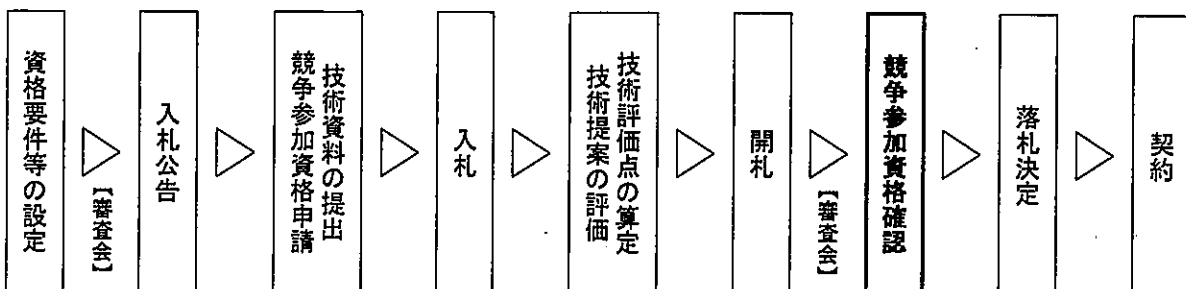 資格要件等の設定
【審査会】
入札公告
技術資料の提出
競争参加資格申請
入札
技術評価点の算定
技術提案の評価
開札
【審査会】
競争参加資格確認
落札決定
契約